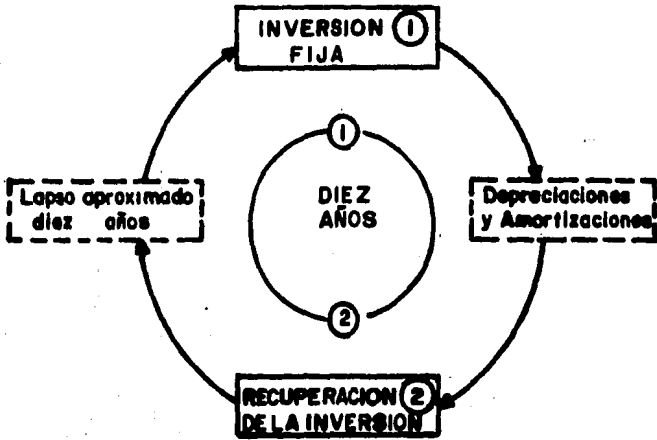 INVERSION 1
FIJA
1
Lapso aproximado
diez años
DIEZ
AÑOS
Depreciaciones
y Amortizaciones
2
RECUPERACION 2
DE LA INVERSION